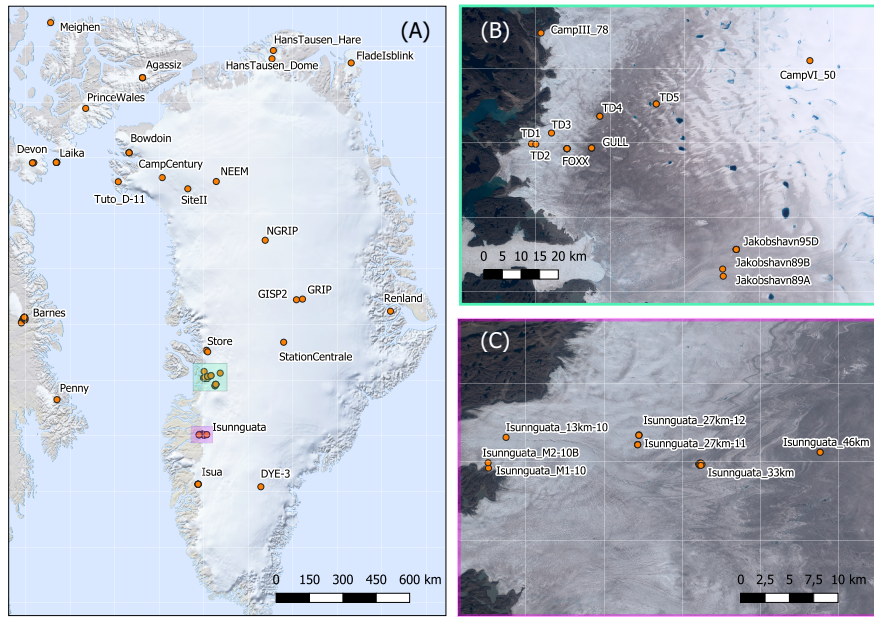 (A)
Meighen
HansTausen_Hare
FladeIsblink
HansTausen_Dome
Agassiz
PrinceWales
Bowdoin
Devon
Laika
CampCentury
NEEM
Tuto_D-11
SiteII
NGRIP
GISP2
GRIP
Renland
Barnes
Store
StationCentrale
Penny
Isunnguata
Isua
DYE-3
0 150 300 450 600 km
(B)
CampIII_78
CampVI_50
TD5
TD4
TD3
TD1
TD2
FOXX
GULL
Jakobshavn95D
Jakobshavn89B
Jakobshavn89A
0 5 10 15 20 km
(C)
Isunnguata_13km-10
Isunnguata_27km-12
Isunnguata_27km-11
Isunnguata_46km
Isunnguata_M2-10B
Isunnguata_M1-10
Isunnguata_33km
0 2,5 5 7,5 10 km